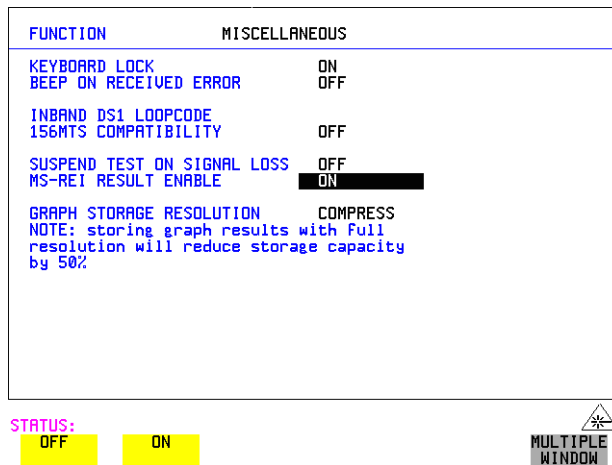 FUNCTION MISCELLANEOUS
KEYBOARD LOCK ON
BEEP ON RECEIVED ERROR OFF
INBAND DS1 LOOPCODE
156MTS COMPATIBILITY OFF
SUSPEND TEST ON SIGNAL LOSS OFF
MS-REI RESULT ENABLE ON
GRAPH STORAGE RESOLUTION COMPRESS
NOTE: storing graph results with Full
resolution will reduce storage capacity
by 50%
STATUS:
OFF ON MULTIPLE
WINDOW